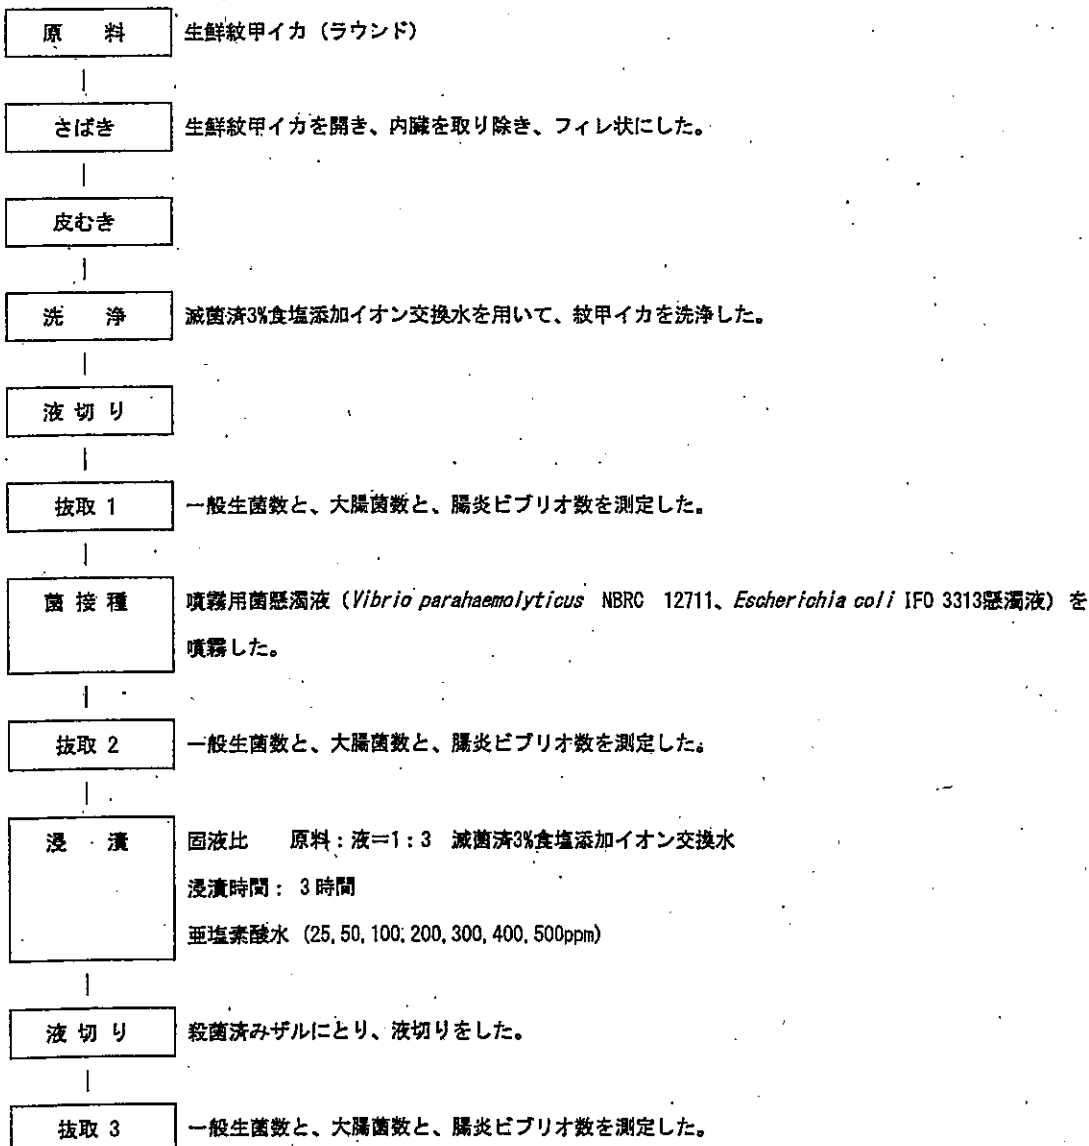 原 料 生鮮紋甲イカ (ラウンド)
さばき 生鮮紋甲イカを開き、内臓を取り除き、フィレ状にした。
皮むき
洗 浄 滅菌済3%食塩添加イオン交換水を用いて、紋甲イカを洗浄した。
液 切 り
抜取 1 一般生菌数と、大腸菌数と、腸炎ビブリオ数を測定した。
菌 接 種 噴霧用菌懸濁液 (Vibrio parahaemolyticus NBRC 12711、Escherichia coli IFO 3313懸濁液) を
噴霧した。
抜取 2 一般生菌数と、大腸菌数と、腸炎ビブリオ数を測定した。
浸 漬 固液比 原料:液=1:3 滅菌済3%食塩添加イオン交換水
浸漬時間: 3時間
亜塩素酸水 (25, 50, 100, 200, 300, 400, 500ppm)
液 切 り 殺菌済みザルにとり、液切りをした。
抜取 3 一般生菌数と、大腸菌数と、腸炎ビブリオ数を測定した。